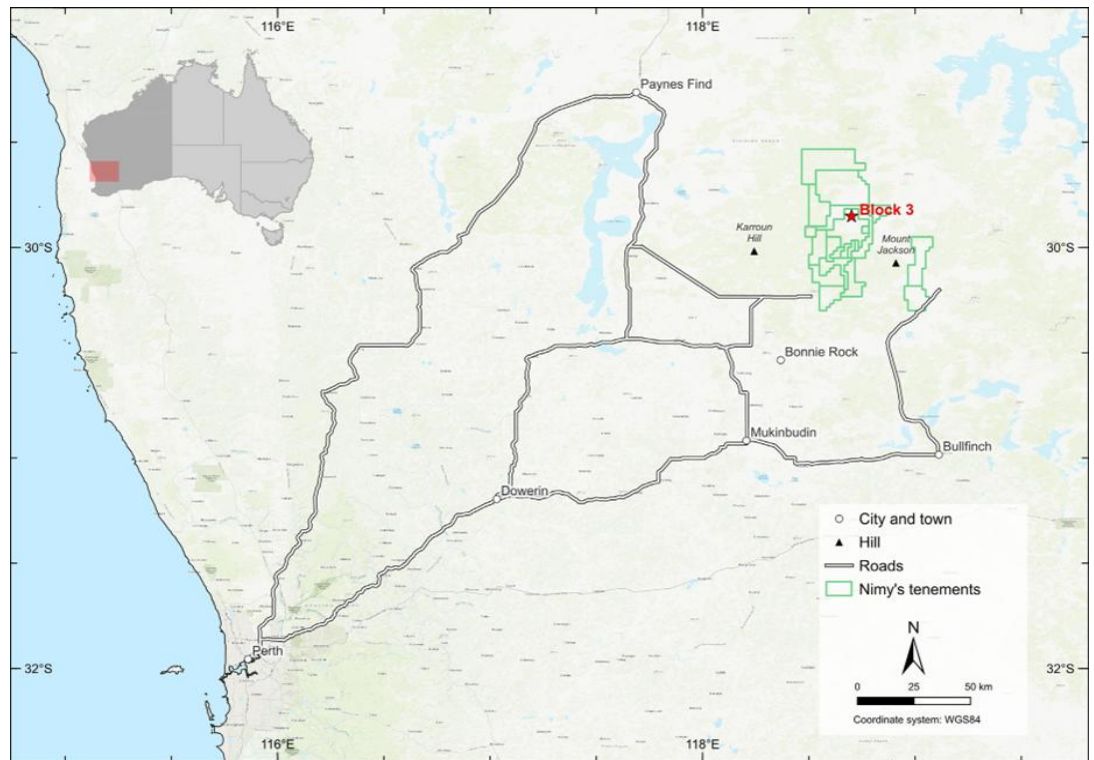 116°E
118°E
Paynes Find
Block 3
Karroun
Hill
Mount
Jackson
30°S
30°S
Bonnie Rock
Mukinbudin
Bullfinch
Dowerin
City and town
Hill
Roads
Nimy's tenements
N
0 25 50 km
Coordinate system: WGS84
Perth
32°S
32°S
116°E
118°E